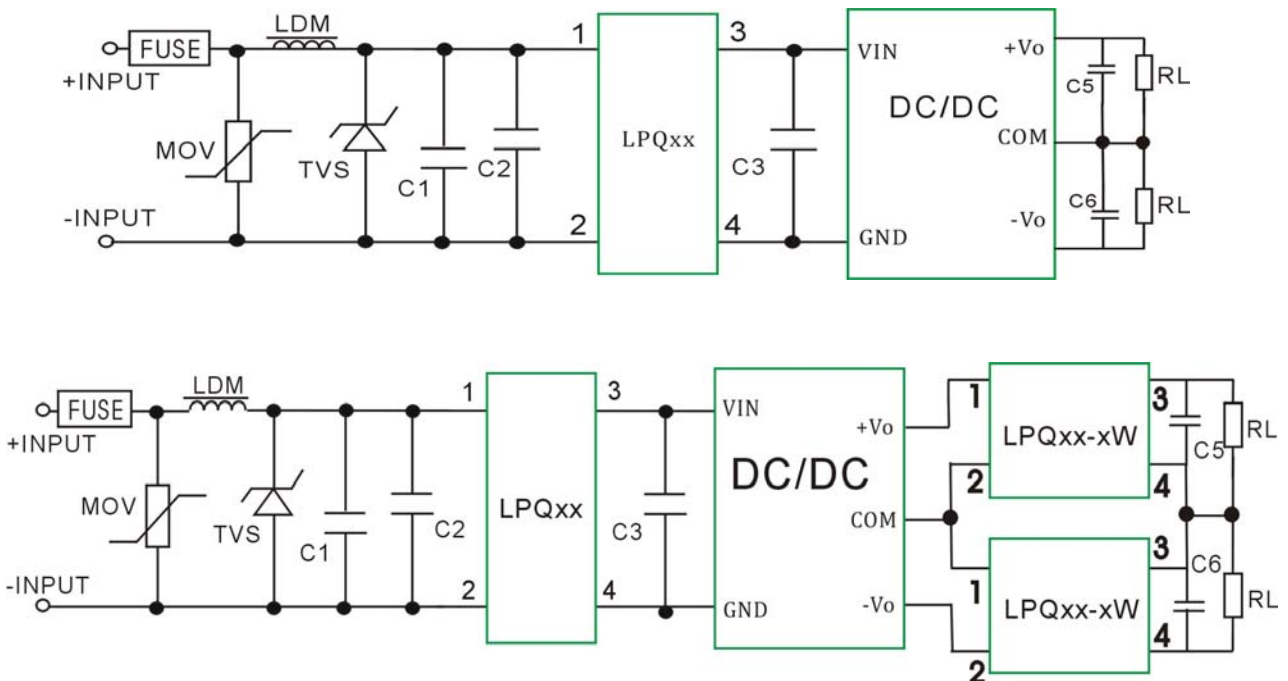 LDM
FUSE
+INPUT
MOV
TVS
C1
C2
-INPUT
1
2
LPQxx
3
4
C3
VIN
GND
DC/DC
+Vo
COM
-Vo
C5
C6
RL
RL
LDM
FUSE
+INPUT
MOV
TVS
C1
C2
-INPUT
1
2
LPQxx
3
4
C3
VIN
GND
DC/DC
+Vo
COM
-Vo
1
2
LPQxx-xW
3
4
C5
RL
1
2
LPQxx-xW
3
4
C6
RL